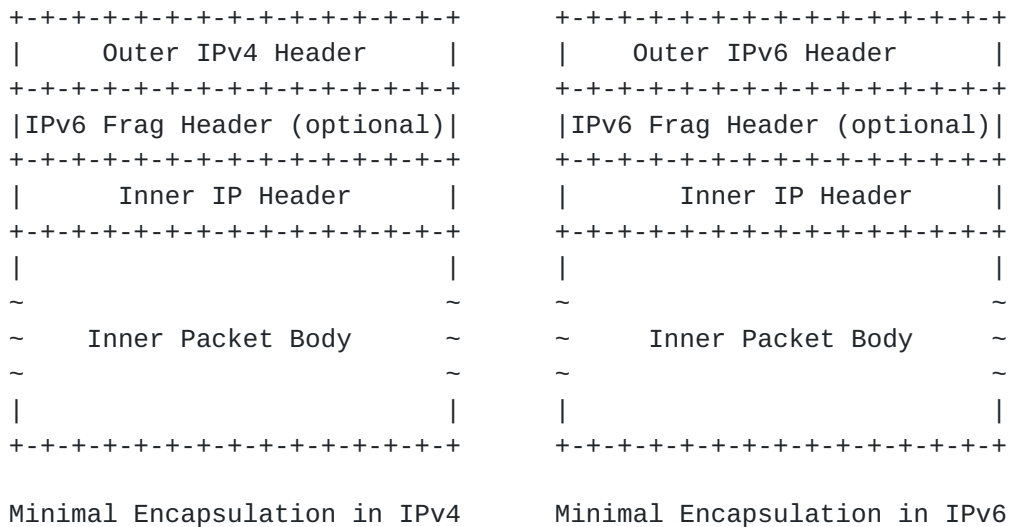 +-+-+-+-+-+-+-+-+-+-+-+-+-+-+      +-+-+-+-+-+-+-+-+-+-+-+-+-+-+
|     Outer IPv4 Header     |      |    Outer IPv6 Header      |
+-+-+-+-+-+-+-+-+-+-+-+-+-+-+      +-+-+-+-+-+-+-+-+-+-+-+-+-+-+
|IPv6 Frag Header (optional)|      |IPv6 Frag Header (optional)|
+-+-+-+-+-+-+-+-+-+-+-+-+-+-+      +-+-+-+-+-+-+-+-+-+-+-+-+-+-+
|      Inner IP Header      |      |       Inner IP Header     |
+-+-+-+-+-+-+-+-+-+-+-+-+-+-+      +-+-+-+-+-+-+-+-+-+-+-+-+-+-+
|                           |      |                           |
~                           ~      ~                           ~
~    Inner Packet Body      ~      ~     Inner Packet Body     ~
~                           ~      ~                           ~
|                           |      |                           |
+-+-+-+-+-+-+-+-+-+-+-+-+-+-+      +-+-+-+-+-+-+-+-+-+-+-+-+-+-+
Minimal Encapsulation in IPv4      Minimal Encapsulation in IPv6